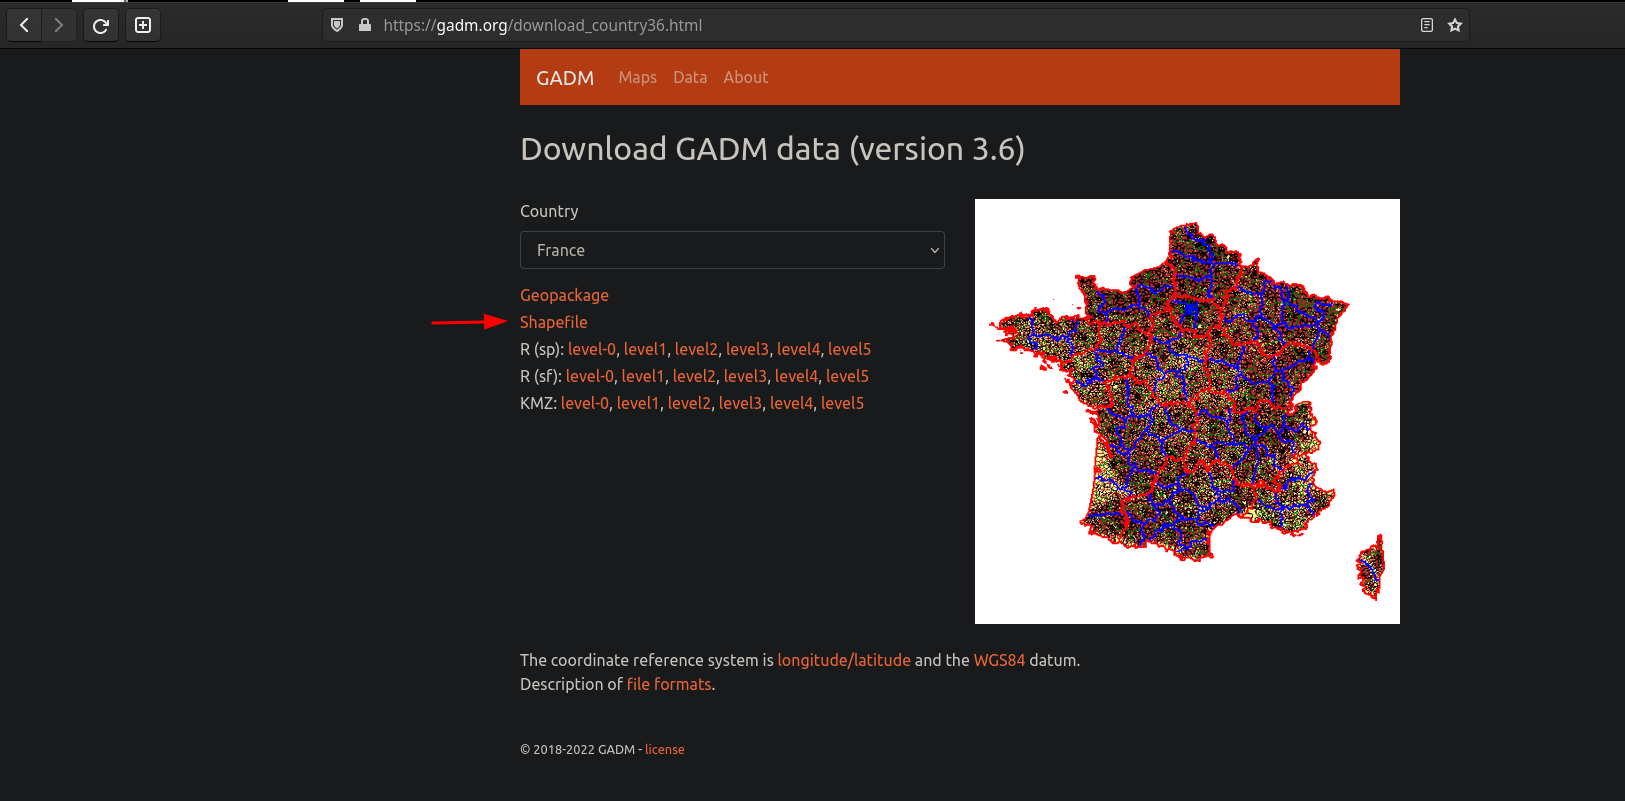 https://gadm.org/download_country36.html
GADM Maps Data About
Download GADM data (version 3.6)
Country
France
Geopackage
Shapefile
R (sp): level-0, level1, level2, level3, level4, level5
R (sf): level-0, level1, level2, level3, level4, level5
KMZ: level-0, level1, level2, level3, level4, level5
The coordinate reference system is longitude/latitude and the WGS84 datum.
Description of file formats.
© 2018-2022 GADM - license